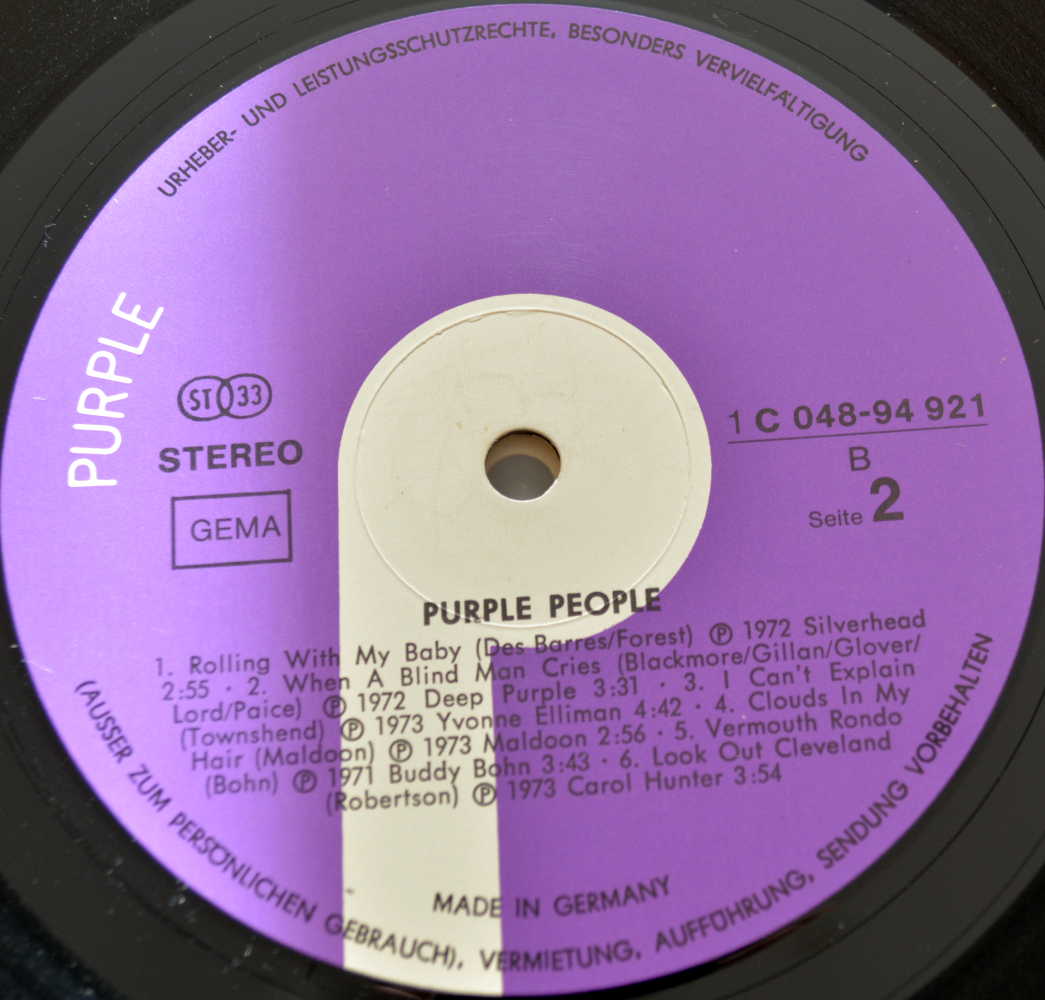 URHEBER- UND LEISTUNGSSCHUTZRECHTE, BESONDERS VERVIELFÄLTIGUNG
PURPLE
ST 33
STEREO
GEMA
1 C 048-94 921
B
Seite 2
PURPLE PEOPLE
1. Rolling With My Baby (Des Barres/Forest) ℗ 1972 Silverhead
2:55 · 2. When A Blind Man Cries (Blackmore/Gillan/Glover/
Lord/Paice) ℗ 1972 Deep Purple 3:31 · 3. I Can't Explain
(Townshend) ℗ 1973 Yvonne Elliman 4:42 · 4. Clouds In My
Hair (Maldoon) ℗ 1973 Maldoon 2:56 · 5. Vermouth Rondo
(Bohn) ℗ 1971 Buddy Bohn 3:43 · 6. Look Out Cleveland
(Robertson) ℗ 1973 Carol Hunter 3:54
MADE IN GERMANY
(AUSSER ZUM PERSÖNLICHEN GEBRAUCH), VERMIETUNG, AUFFÜHRUNG, SENDUNG VORBEHALTEN